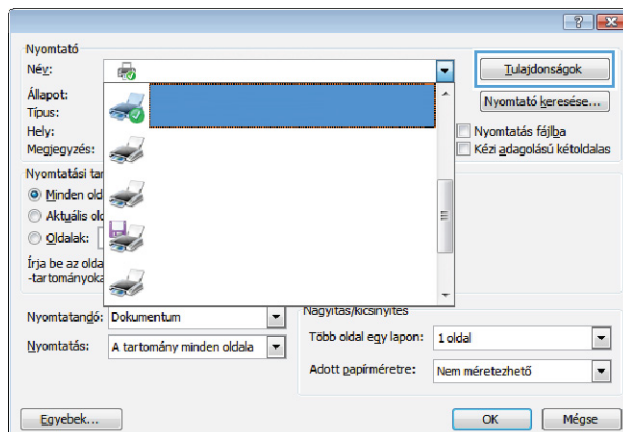 Nyomtató
Név:
Tulajdonságok
Állapot:
Nyomtató keresése...
Típus:
Hely:
Nyomtatás fájlba
Megjegyzés:
Kézi adagolású kétoldalas
Nyomtatási tar
Minden old
Aktuális old
Oldalak:
Írja be az olda
-tartományoka
Nagyítás/kicsinyítés
Nyomtatandó: Dokumentum
Több oldal egy lapon: 1 oldal
Nyomtatás: A tartomány minden oldala
Adott papírméretre: Nem méretezhető
Egyebek...
OK
Mégse